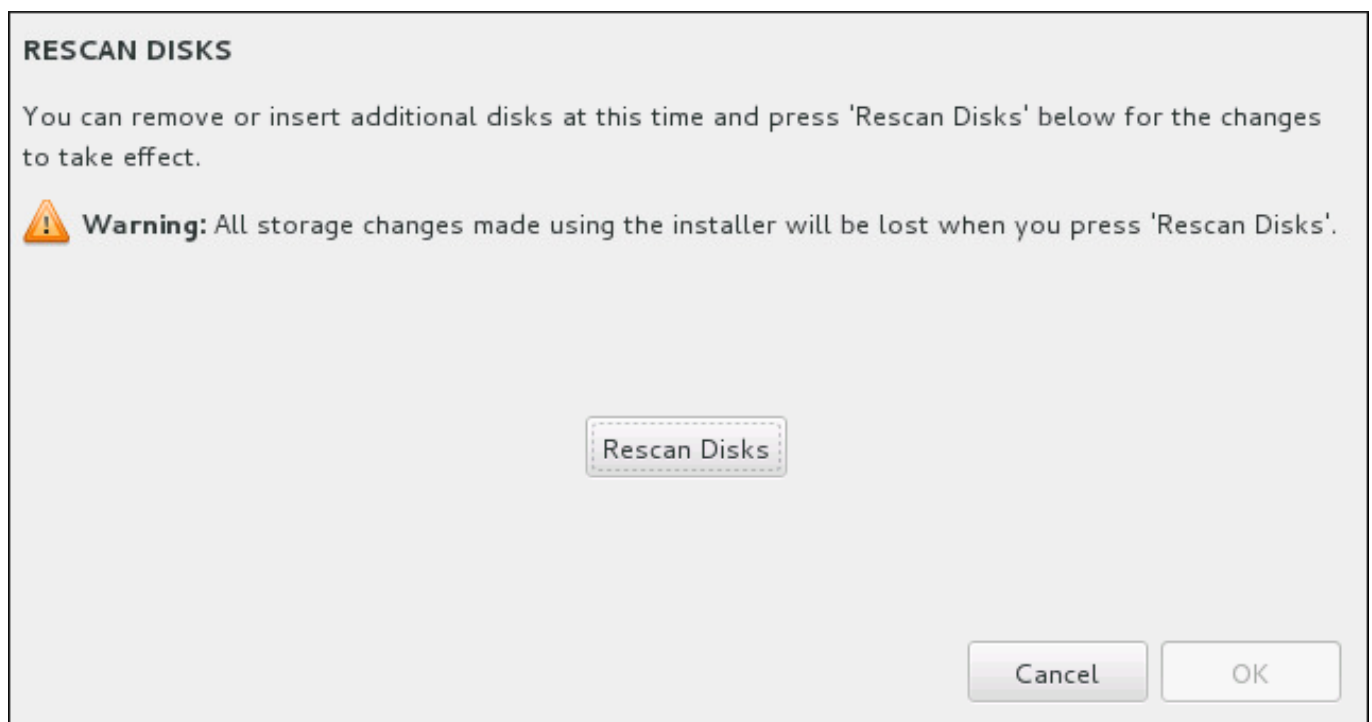 RESCAN DISKS
You can remove or insert additional disks at this time and press 'Rescan Disks' below for the changes
to take effect.
Warning: All storage changes made using the installer will be lost when you press 'Rescan Disks'.
Rescan Disks
Cancel
OK